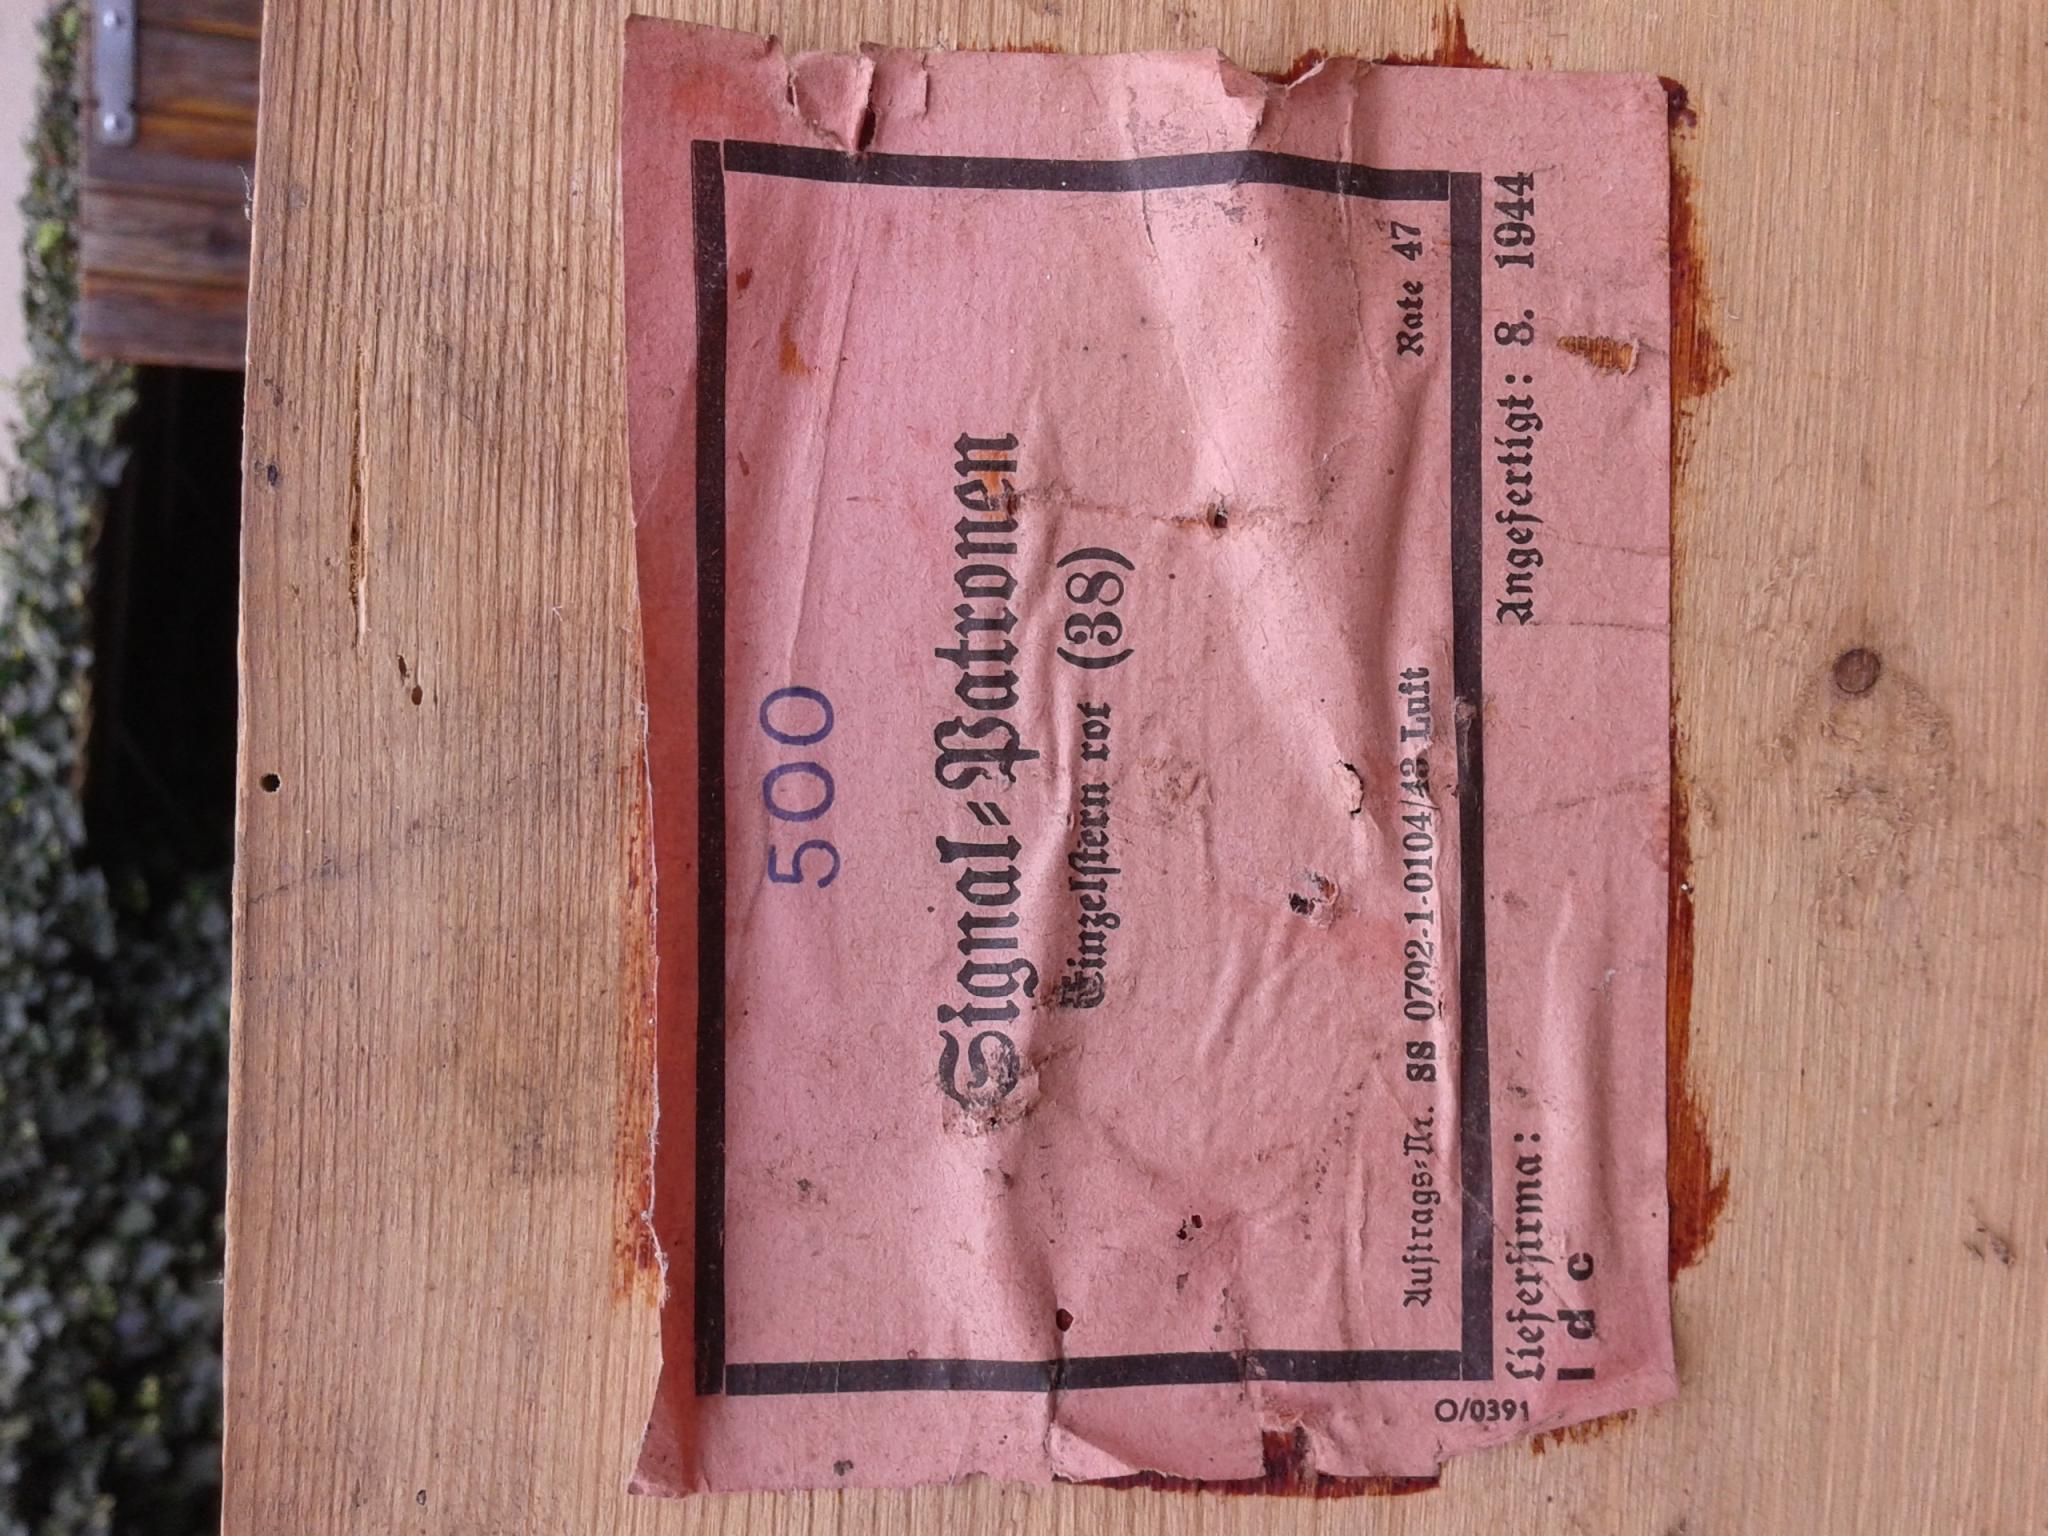 500
Signal=Patronen
Einzelstern rot (38)
Auftrags=Nr. SS 0792-1-0104/43 Luft
Rate 47
Lieferfirma:
l d c
Angefertigt: 8. 1944
O/0391